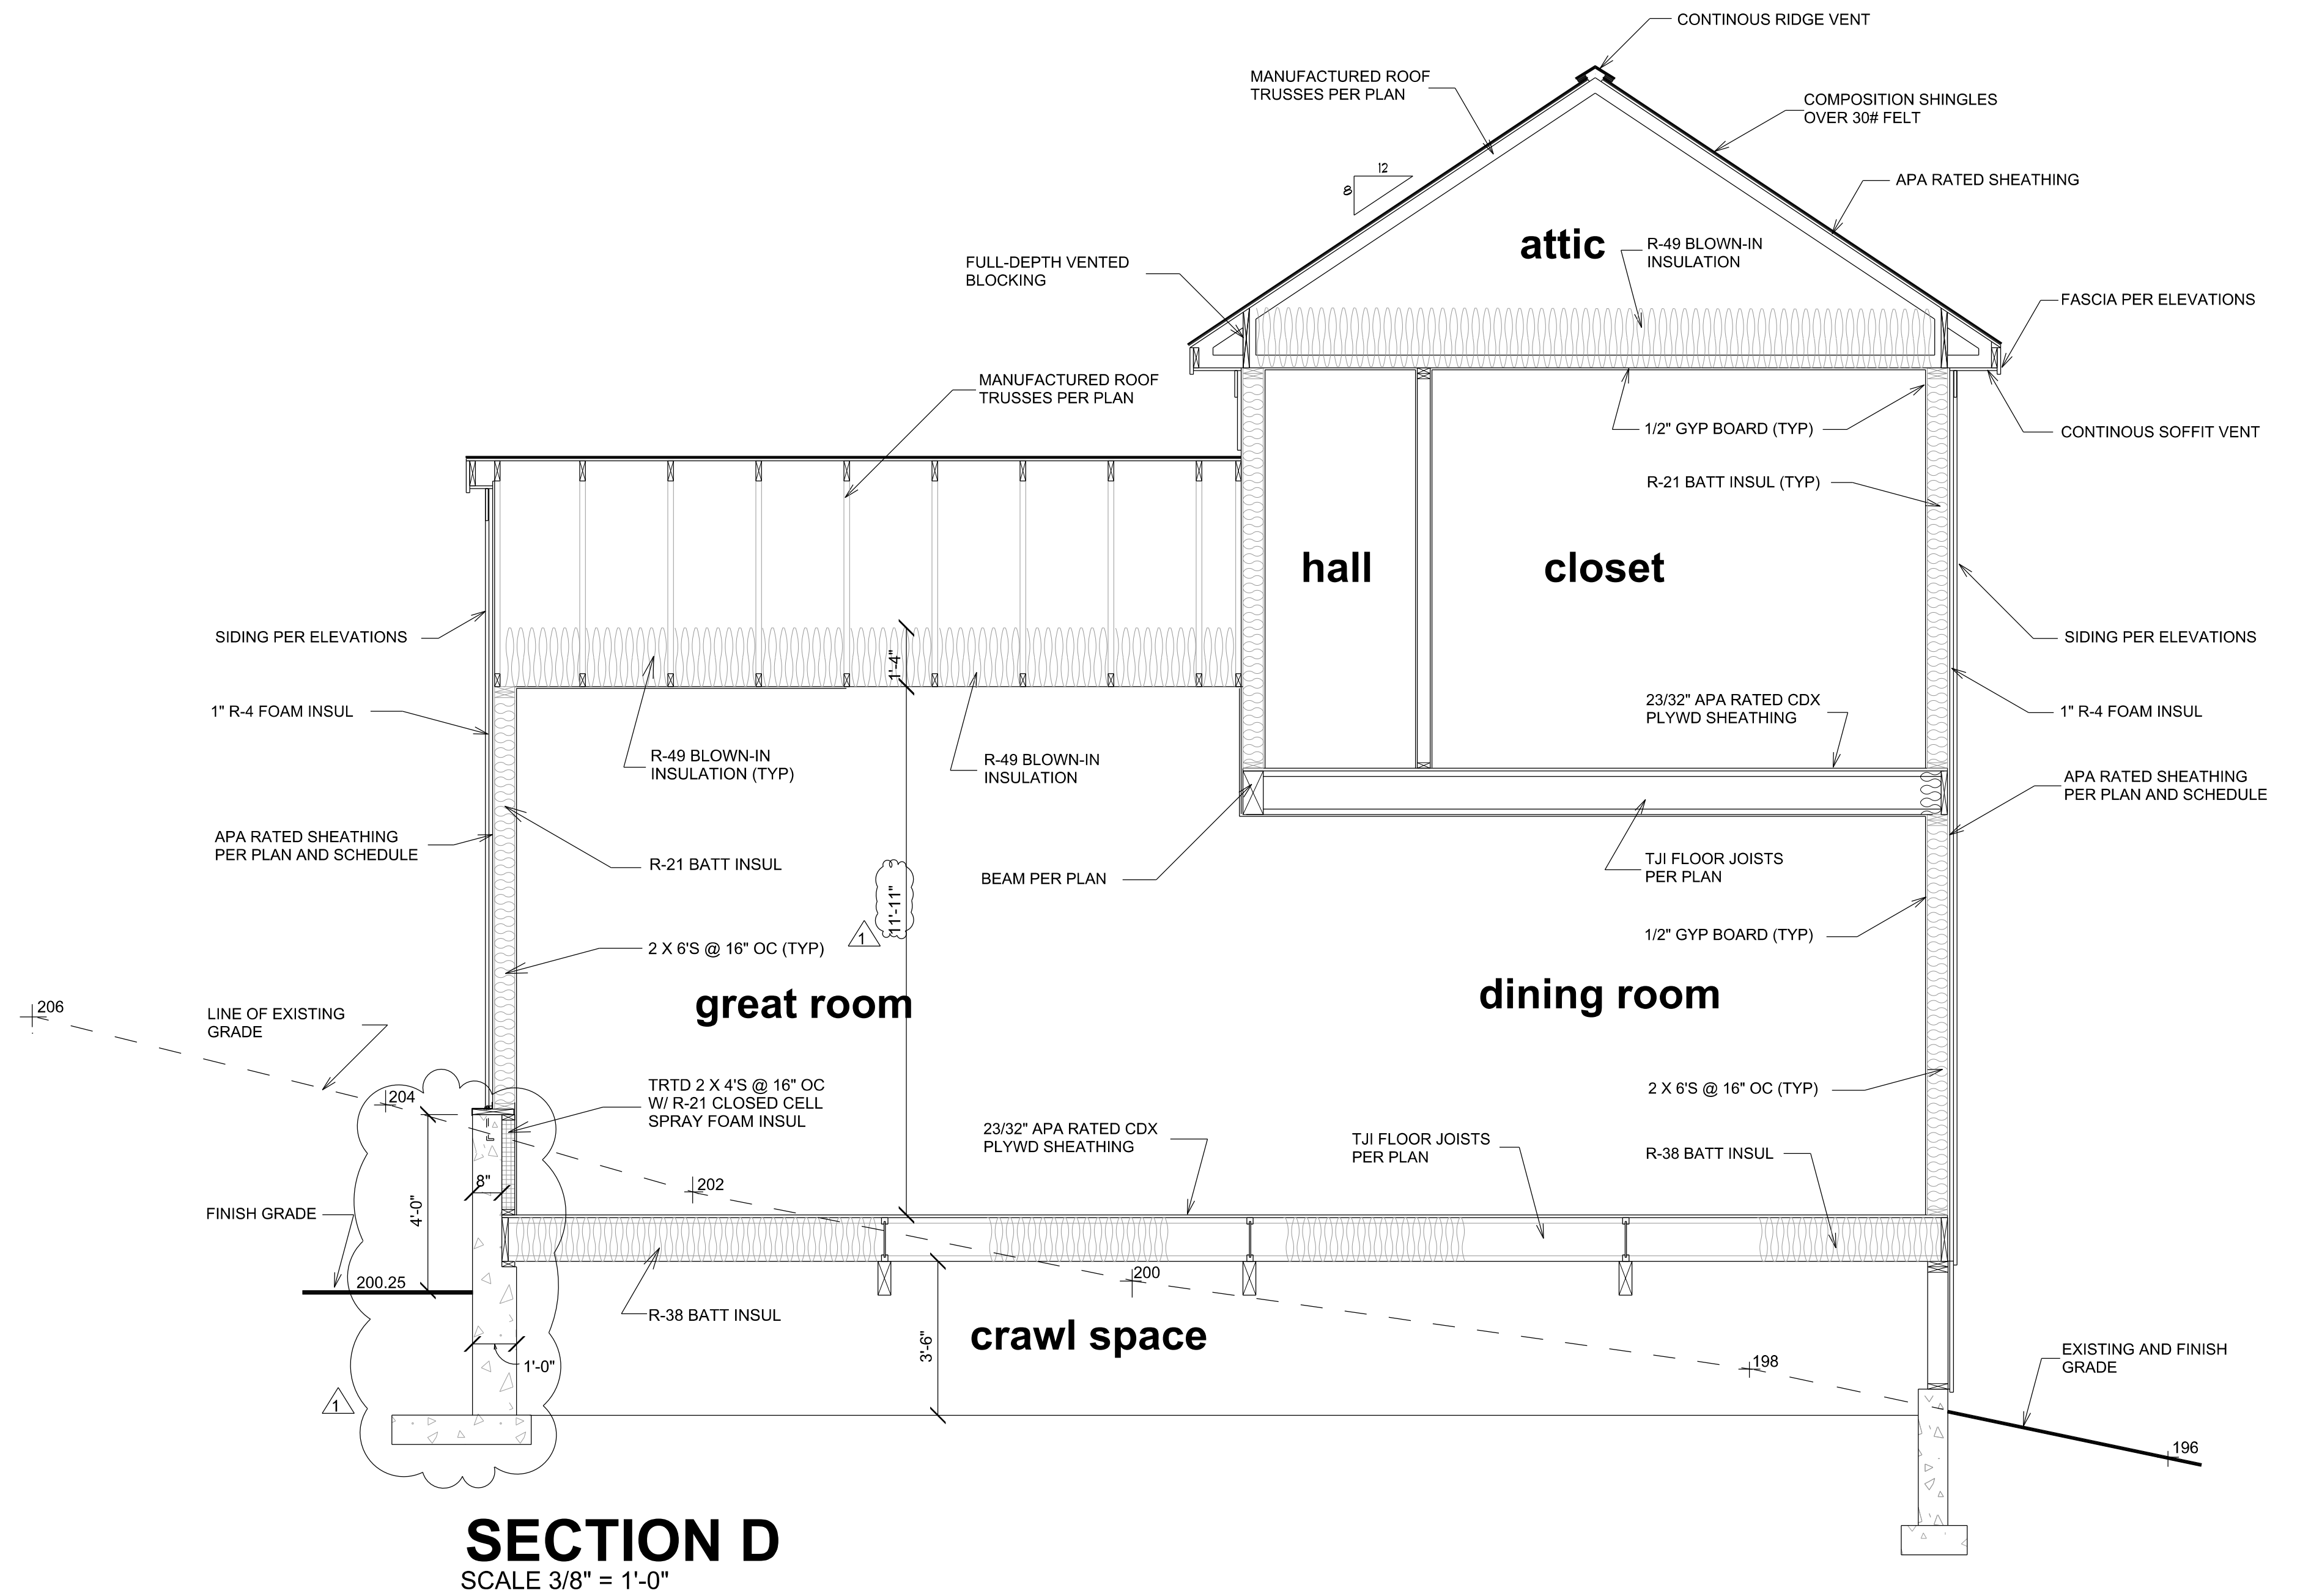 CONTINOUS RIDGE VENT
MANUFACTURED ROOF
TRUSSES PER PLAN
COMPOSITION SHINGLES
OVER 30# FELT
12
8
APA RATED SHEATHING
attic
R-49 BLOWN-IN
INSULATION
FULL-DEPTH VENTED
BLOCKING
FASCIA PER ELEVATIONS
MANUFACTURED ROOF
TRUSSES PER PLAN
1/2" GYP BOARD (TYP)
CONTINOUS SOFFIT VENT
R-21 BATT INSUL (TYP)
hall
closet
SIDING PER ELEVATIONS
1'-4"
SIDING PER ELEVATIONS
1" R-4 FOAM INSUL
23/32" APA RATED CDX
PLYWD SHEATHING
1" R-4 FOAM INSUL
R-49 BLOWN-IN
INSULATION (TYP)
R-49 BLOWN-IN
INSULATION
APA RATED SHEATHING
PER PLAN AND SCHEDULE
APA RATED SHEATHING
PER PLAN AND SCHEDULE
R-21 BATT INSUL
BEAM PER PLAN
TJI FLOOR JOISTS
PER PLAN
11'-11"
1
2 X 6'S @ 16" OC (TYP)
1/2" GYP BOARD (TYP)
great room
dining room
206
LINE OF EXISTING
GRADE
204
TRTD 2 X 4'S @ 16" OC
W/ R-21 CLOSED CELL
SPRAY FOAM INSUL
2 X 6'S @ 16" OC (TYP)
23/32" APA RATED CDX
PLYWD SHEATHING
TJI FLOOR JOISTS
PER PLAN
R-38 BATT INSUL
8"
202
4'-0"
FINISH GRADE
200.25
200
R-38 BATT INSUL
crawl space
3'-6"
1'-0"
198
EXISTING AND FINISH
GRADE
1
196
SECTION D
SCALE 3/8" = 1'-0"